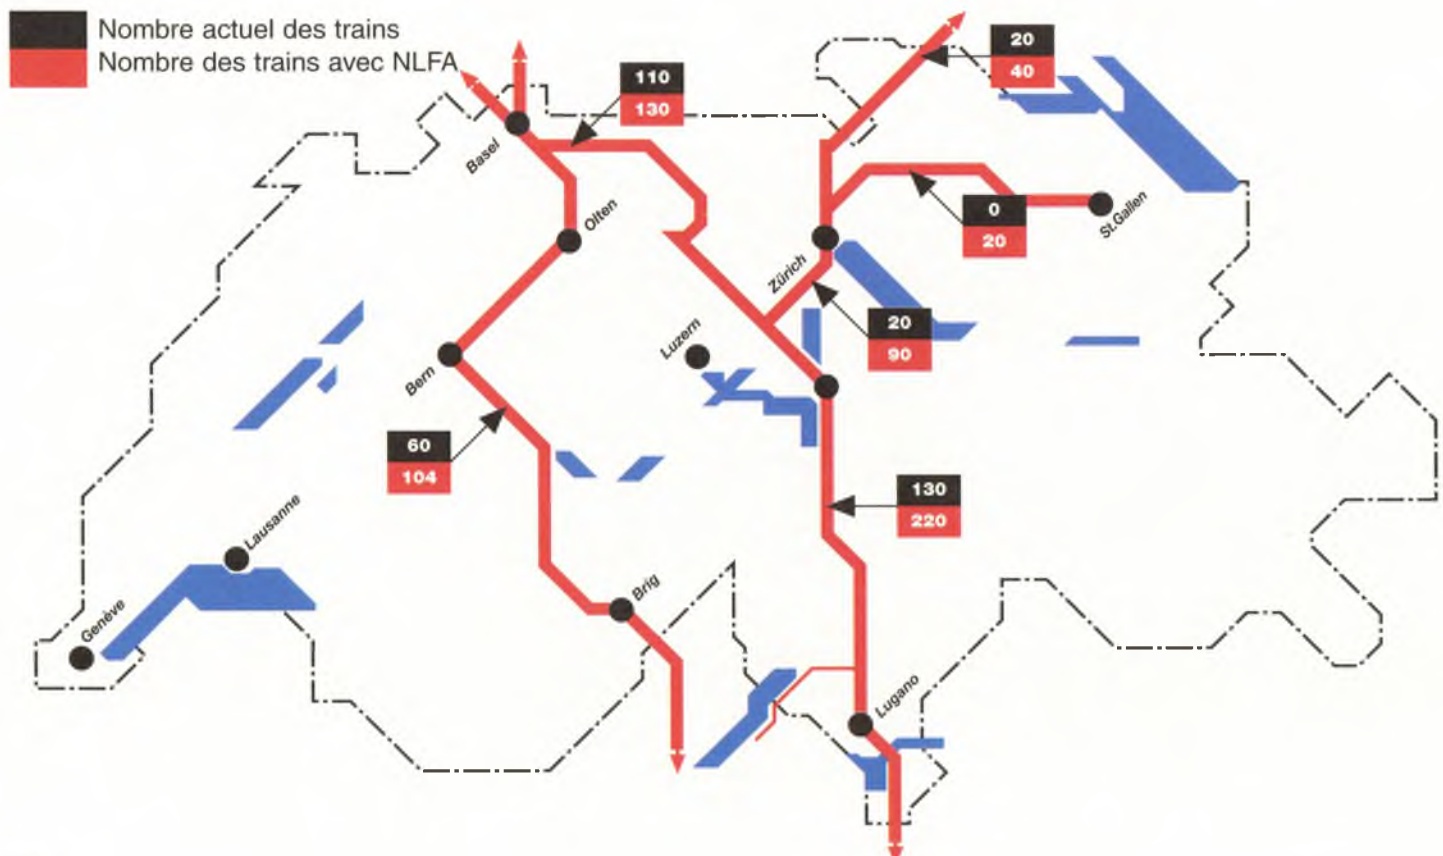 Nombre actuel des trains
Nombre des trains avec NLFA
20
40
110
130
Basel
Olten
0
20
St.Gallen
Zürich
20
90
Luzern
Bern
60
104
130
220
Lausanne
Genève
Brig
Lugano